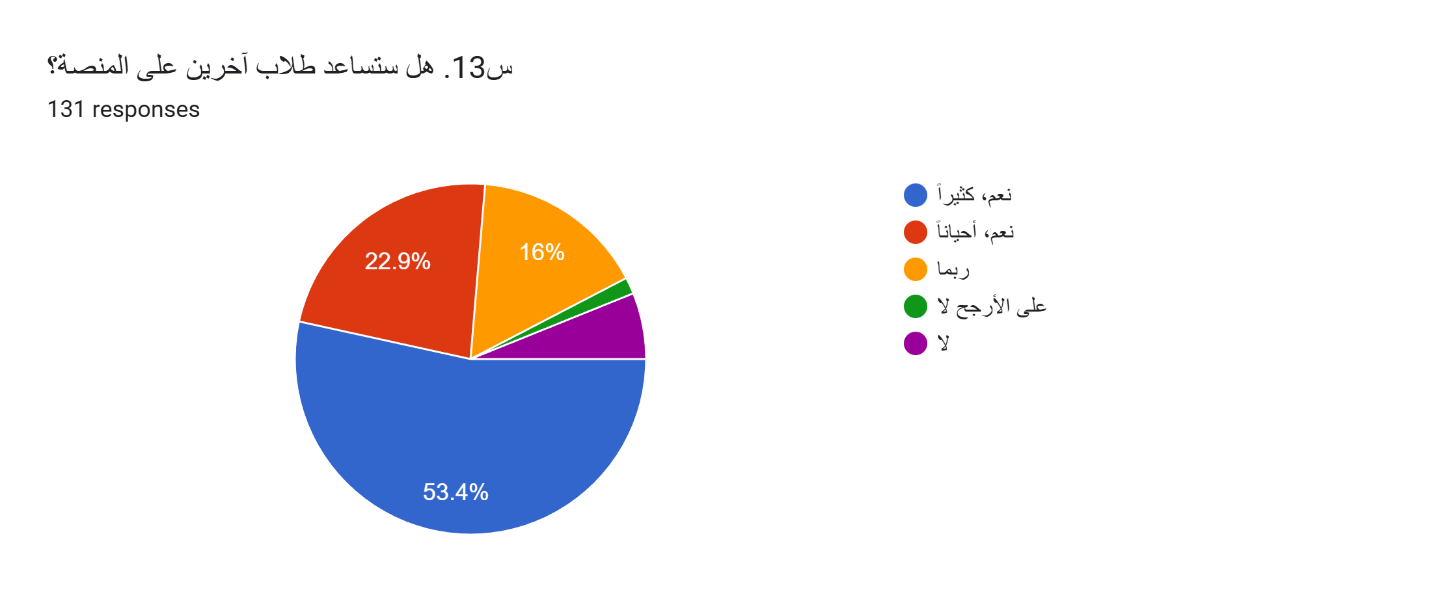 س13. هل ستساعد طلاب آخرين على المنصة؟
131 responses
22.9%
16%
53.4%
نعم، كثيراً
نعم، أحياناً
ربما
على الأرجح لا
لا